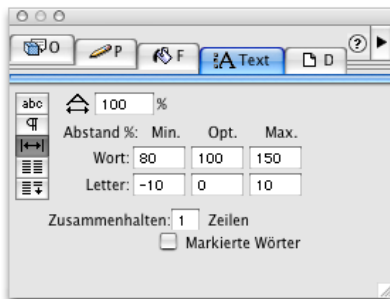 O P F A Text D ?
abc 100 %
¶ Abstand %: Min. Opt. Max.
Wort: 80 100 150
Letter: -10 0 10
Zusammenhalten: 1 Zeilen
Markierte Wörter